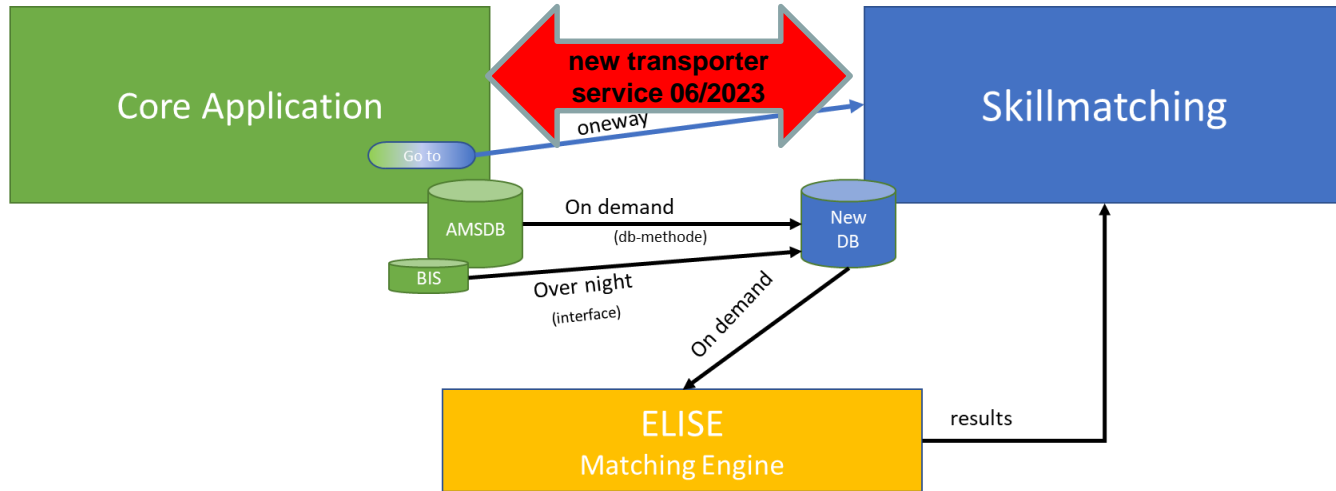 new transporter
service 06/2023
Core Application
Skillmatching
oneway
Go to
On demand
(db-methode)
AMSDB
New
DB
BIS
Over night
(interface)
On demand
ELISE
Matching Engine
results